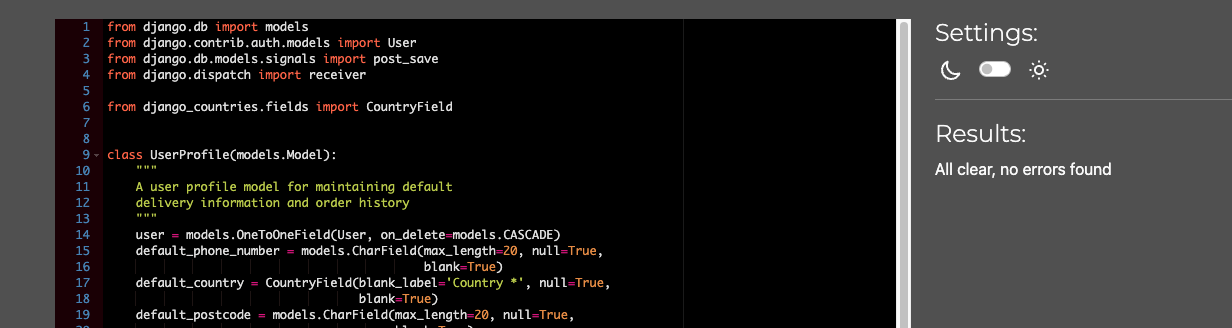 1 from django.db import models
2 from django.contrib.auth.models import User
3 from django.db.models.signals import post_save
4 from django.dispatch import receiver
5
6 from django_countries.fields import CountryField
7
8
9 class UserProfile(models.Model):
10 """
11 A user profile model for maintaining default
12 delivery information and order history
13 """
14 user = models.OneToOneField(User, on_delete=models.CASCADE)
15 default_phone_number = models.CharField(max_length=20, null=True,
16 blank=True)
17 default_country = CountryField(blank_label='Country *', null=True,
18 blank=True)
19 default_postcode = models.CharField(max_length=20, null=True,
Settings:
Results:
All clear, no errors found